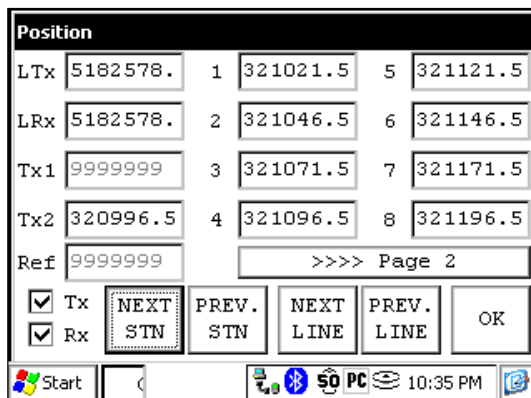 Position
LTx 5182578. 1 321021.5 5 321121.5
LRx 5182578. 2 321046.5 6 321146.5
Tx1 9999999 3 321071.5 7 321171.5
Tx2 320996.5 4 321096.5 8 321196.5
Ref 9999999 >>>> Page 2
Tx
Rx
NEXT STN
PREV. STN
NEXT LINE
PREV. LINE
OK
Start 50 PC 10:35 PM